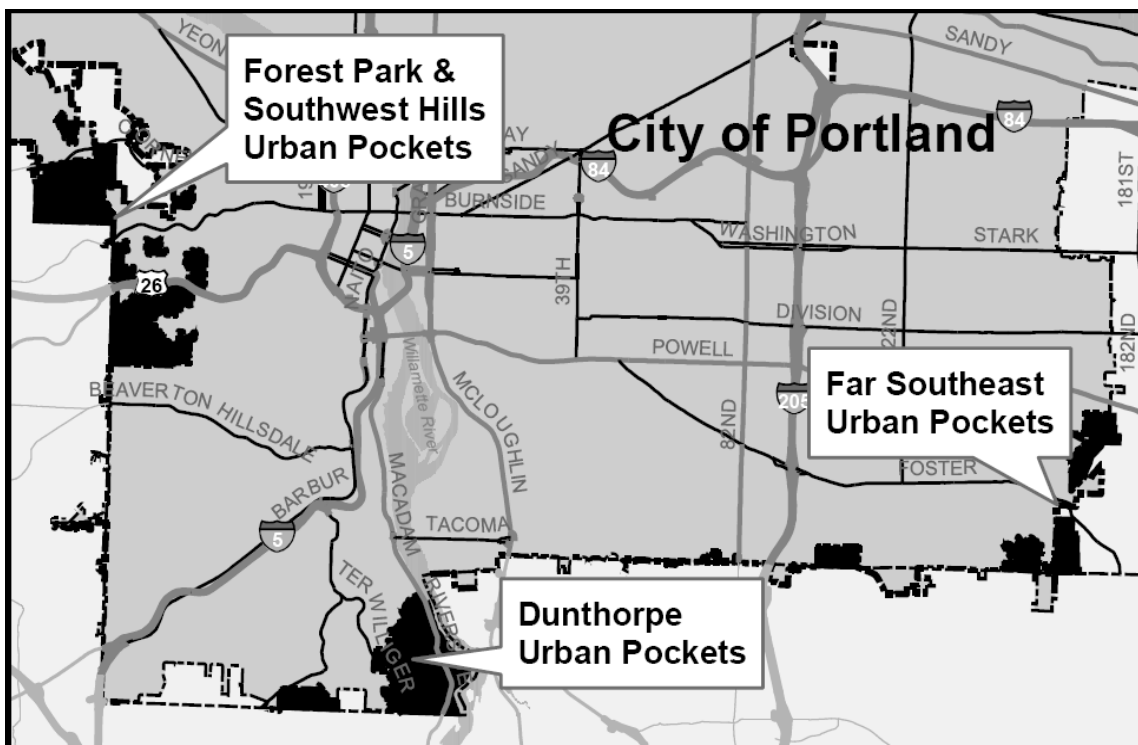 YEON
SANDY
Forest Park &
Southwest Hills
Urban Pockets
City of Portland
84
84
SANDY
BURNSIDE
181ST
WASHINGTON
STARK
5
26
NAITO
39TH
DIVISION
POWELL
182ND
Willamette River
BEAVERTON HILLSDALE
MCLOUGHLIN
82ND
205
Far Southeast
Urban Pockets
FOSTER
BARBUR
MACADAM
TACOMA
5
TERWILLIGER
Dunthorpe
Urban Pockets